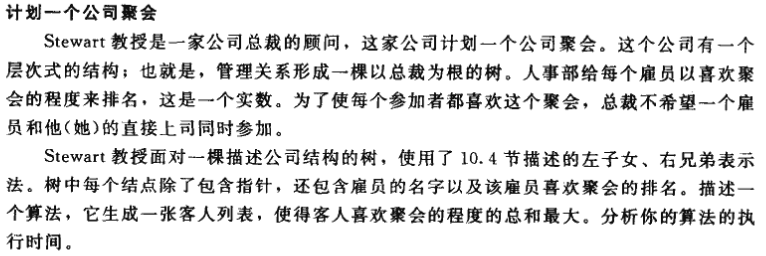 计划一个公司聚会
Stewart 教授是一家公司总裁的顾问，这家公司计划一个公司聚会。这个公司有一个
层次式的结构；也就是，管理关系形成一棵以总裁为根的树。人事部给每个雇员以喜欢聚
会的程度来排名，这是一个实数。为了使每个参加者都喜欢这个聚会，总裁不希望一个雇
员和他(她)的直接上司同时参加。
Stewart 教授面对一棵描述公司结构的树，使用了 10.4 节描述的左子女、右兄弟表示
法。树中每个结点除了包含指针，还包含雇员的名字以及该雇员喜欢聚会的排名。描述一
个算法，它生成一张客人列表，使得客人喜欢聚会的程度的总和最大。分析你的算法的执
行时间。